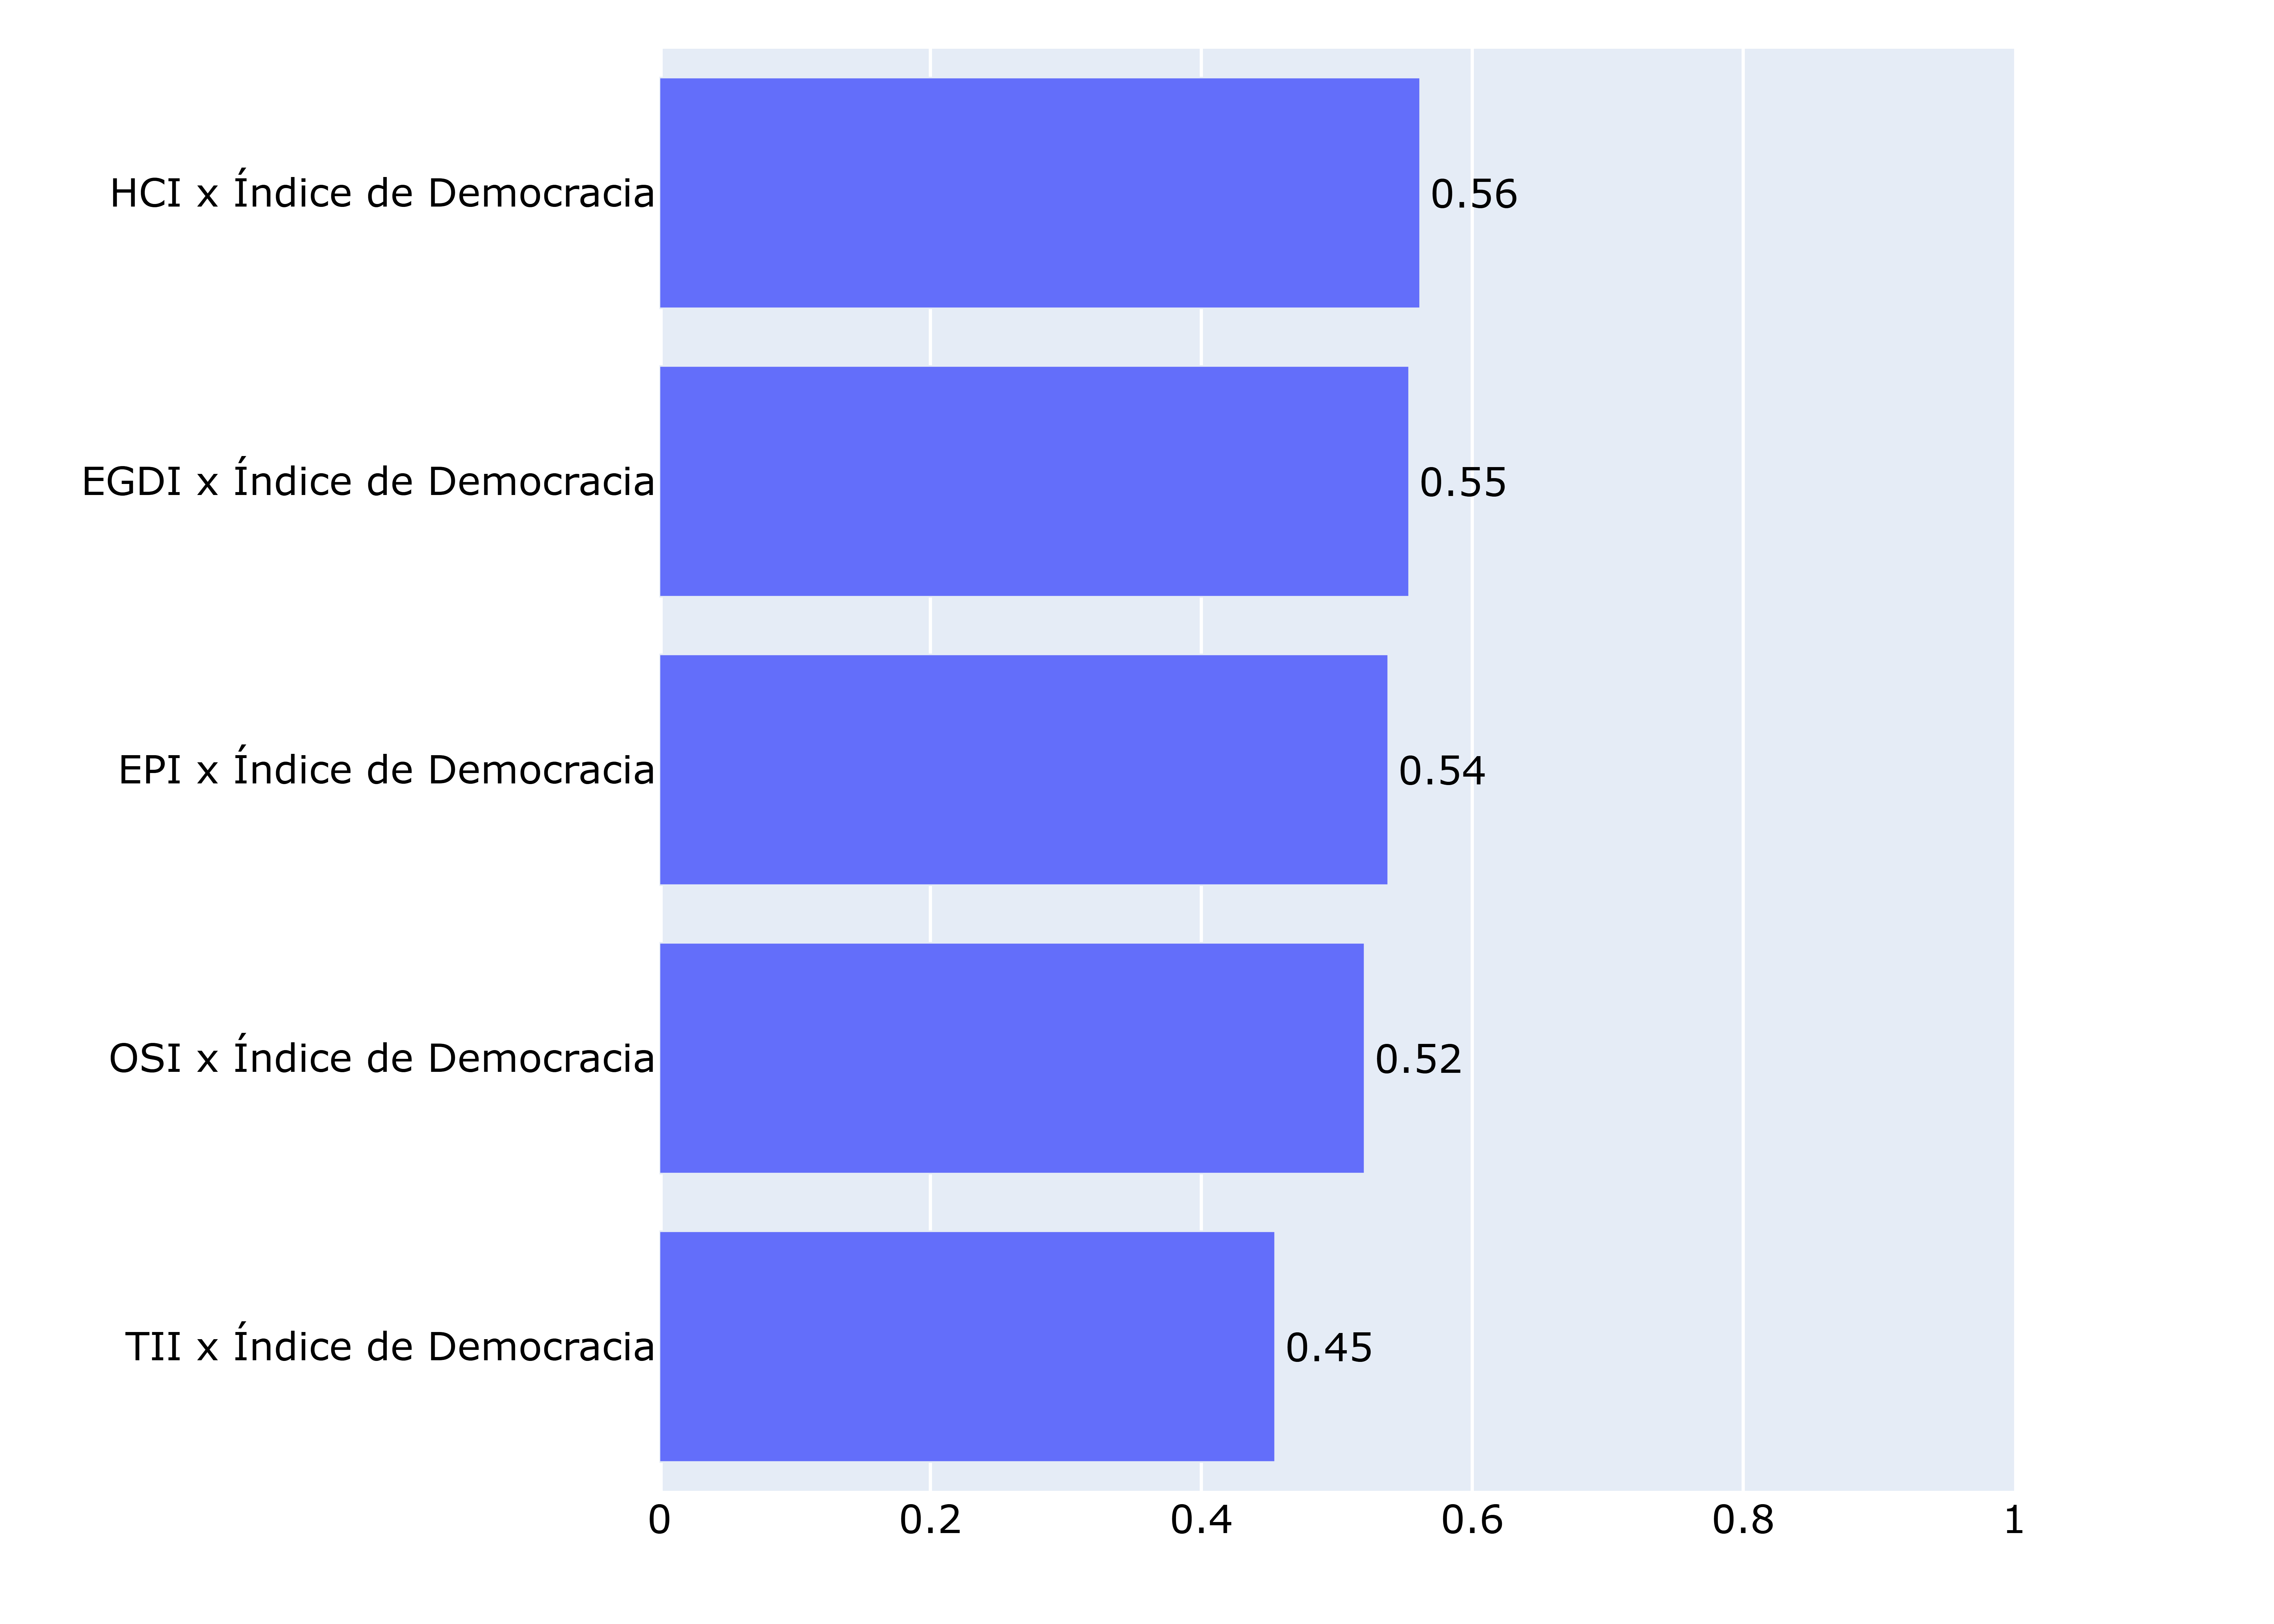 HCI x Índice de Democracia
0.56
EGDI x Índice de Democracia
0.55
EPI x Índice de Democracia
0.54
OSI x Índice de Democracia
0.52
TII x Índice de Democracia
0.45
0 0.2 0.4 0.6 0.8 1